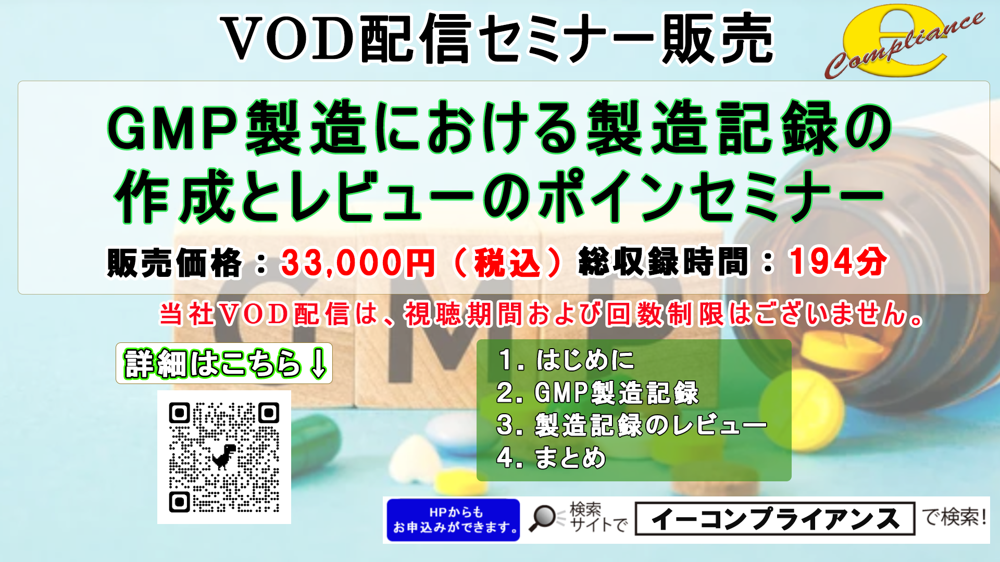 VOD配信セミナー販売
e Compliance
GMP製造における製造記録の
作成とレビューのポインセミナー
販売価格：33,000円（税込）総収録時間：194分
当社VOD配信は、視聴期間および回数制限はございません。
詳細はこちら↓
1. はじめに
2. GMP製造記録
3. 製造記録のレビュー
4. まとめ
GMP
HPからも
お申込みができます。
検索
サイトで
イーコンプライアンス
で検索!